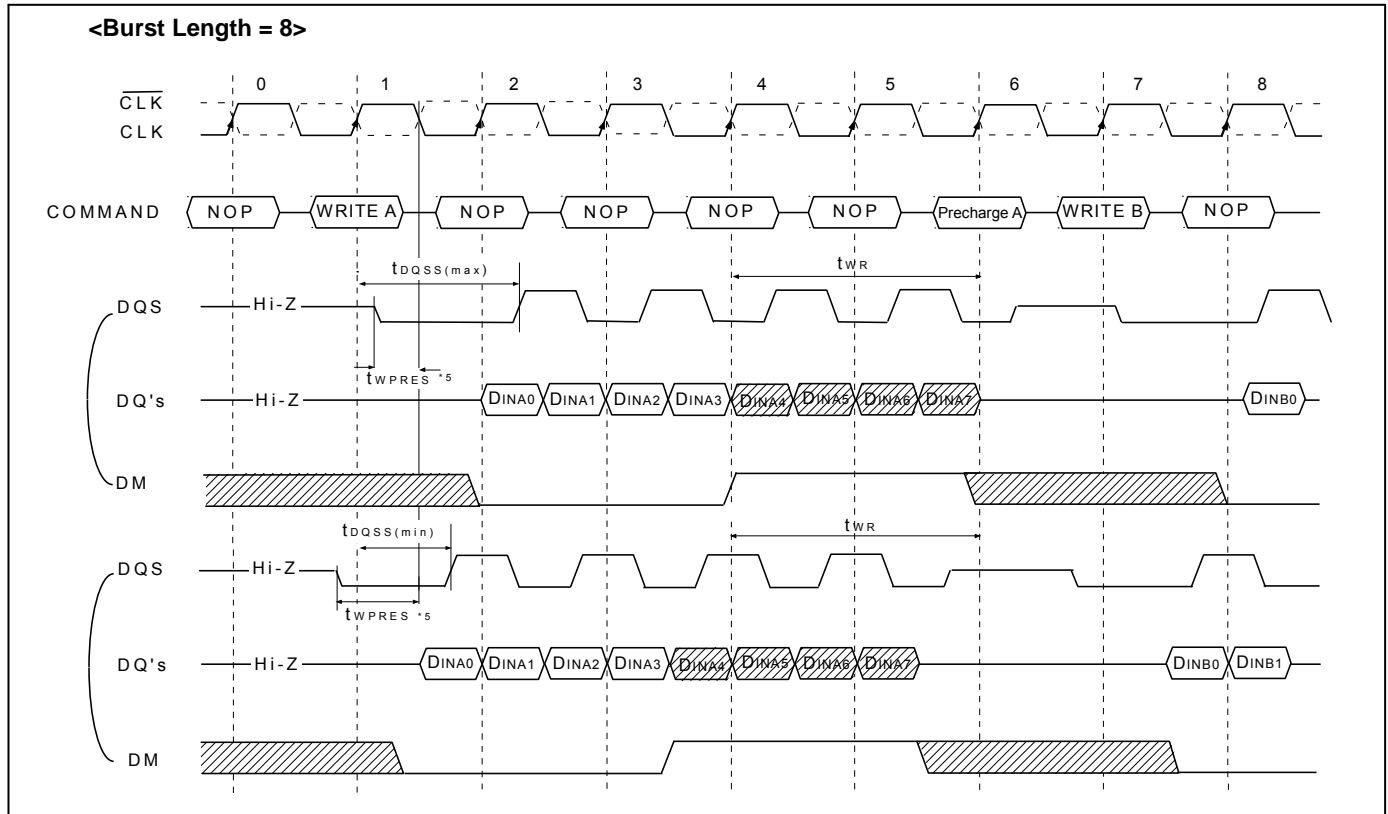 <Burst Length = 8>
0 1 2 3 4 5 6 7 8
CLK
CLK
COMMAND NOP WRITE A NOP NOP NOP NOP Precharge A WRITE B NOP
tDQSS(max) tWR
DQS Hi-Z
tWPRES *5
DQ's Hi-Z DINA0 DINA1 DINA2 DINA3 DINA4 DINA5 DINA6 DINA7 DINB0
DM
tDQSS(min) tWR
DQS Hi-Z
tWPRES *5
DQ's Hi-Z DINA0 DINA1 DINA2 DINA3 DINA4 DINA5 DINA6 DINA7 DINB0 DINB1
DM